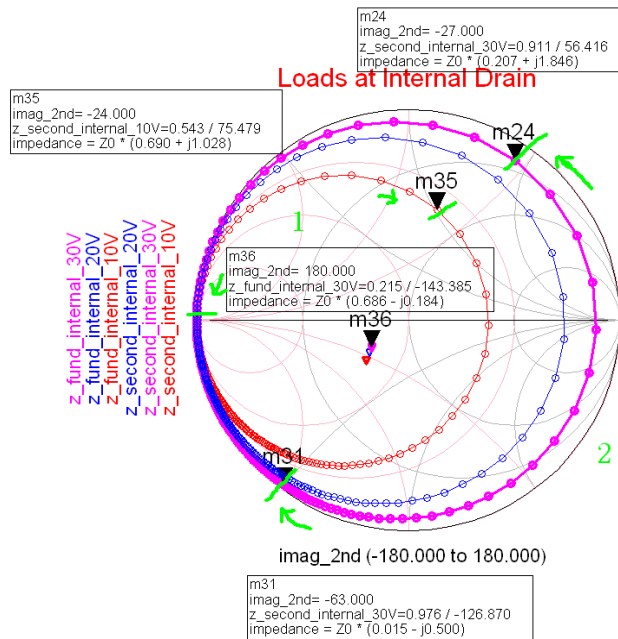 m24
imag_2nd= -27.000
z_second_internal_30V=0.911 / 56.416
impedance = Z0 * (0.207 + j1.846)
Loads at Internal Drain
m35
imag_2nd= -24.000
z_second_internal_10V=0.543 / 75.479
impedance = Z0 * (0.690 + j1.028)
m24
m35
1
m36
imag_2nd= 180.000
z_fund_internal_30V=0.215 / -143.385
impedance = Z0 * (0.686 - j0.184)
m36
z_fund_internal_30V
z_fund_internal_20V
z_fund_internal_10V
z_second_internal_20V
z_second_internal_30V
z_second_internal_10V
m31
2
imag_2nd (-180.000 to 180.000)
m31
imag_2nd= -63.000
z_second_internal_30V=0.976 / -126.870
impedance = Z0 * (0.015 - j0.500)